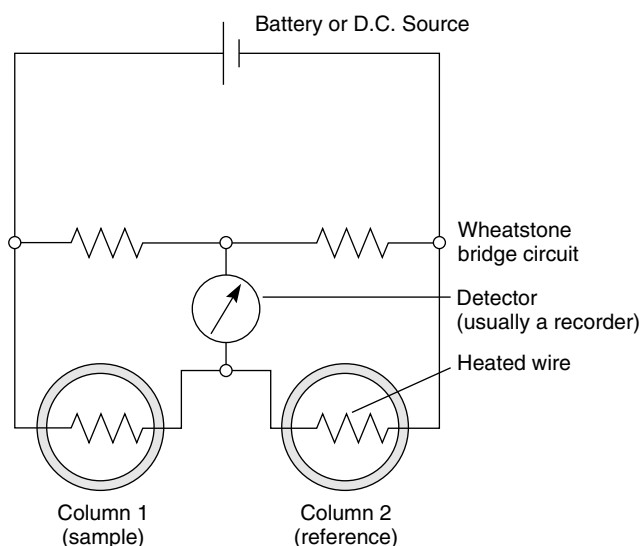 Battery or D.C. Source
Wheatstone
bridge circuit
Detector
(usually a recorder)
Heated wire
Column 1
(sample)
Column 2
(reference)